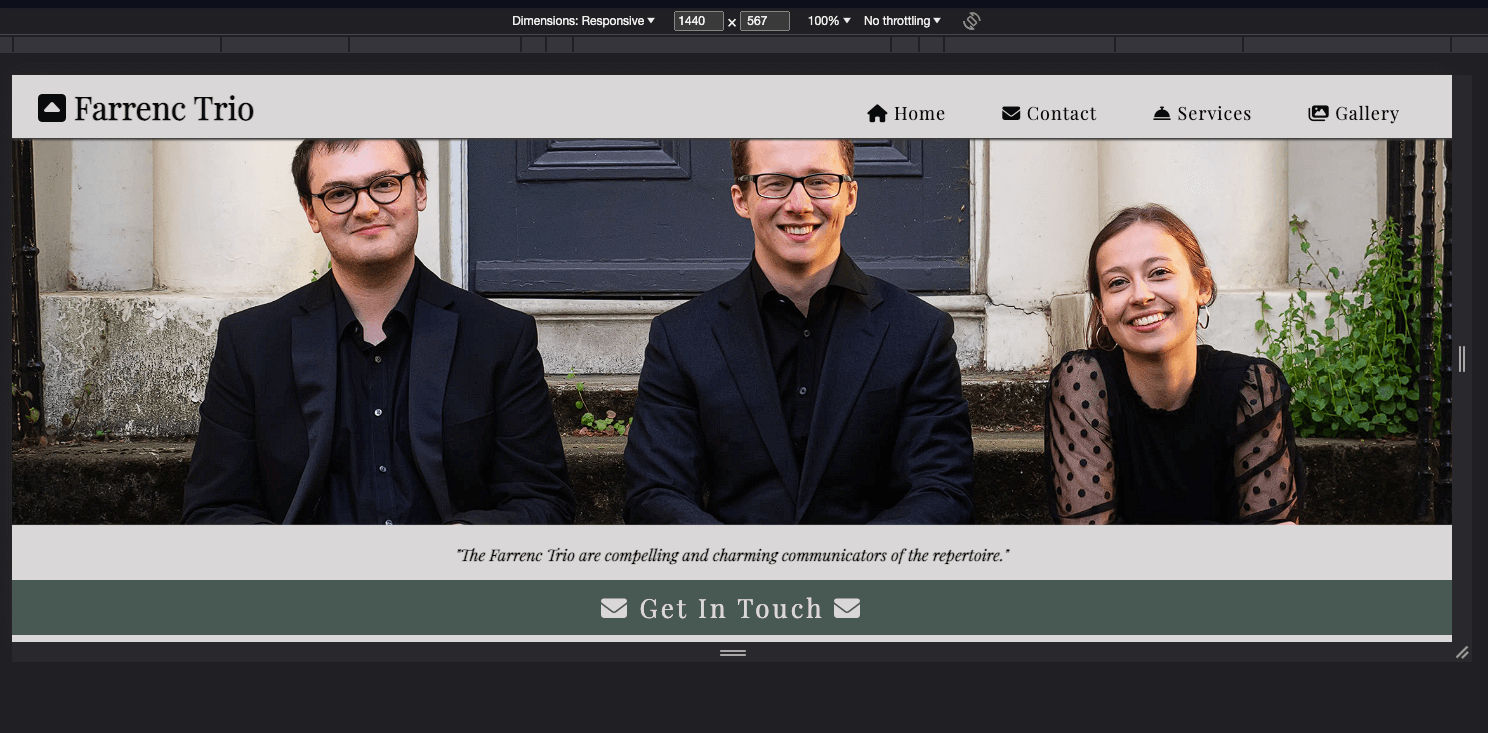 Dimensions: Responsive 1440 × 567 100% No throttling
Farrenc Trio
Home Contact Services Gallery
"The Farrenc Trio are compelling and charming communicators of the repertoire."
Get In Touch